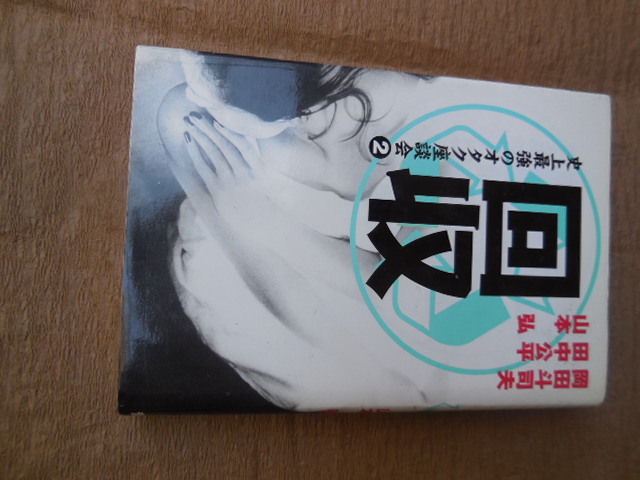 史上最強のオタク座談会❷
回収
岡田斗司夫
田中公平
山本 弘